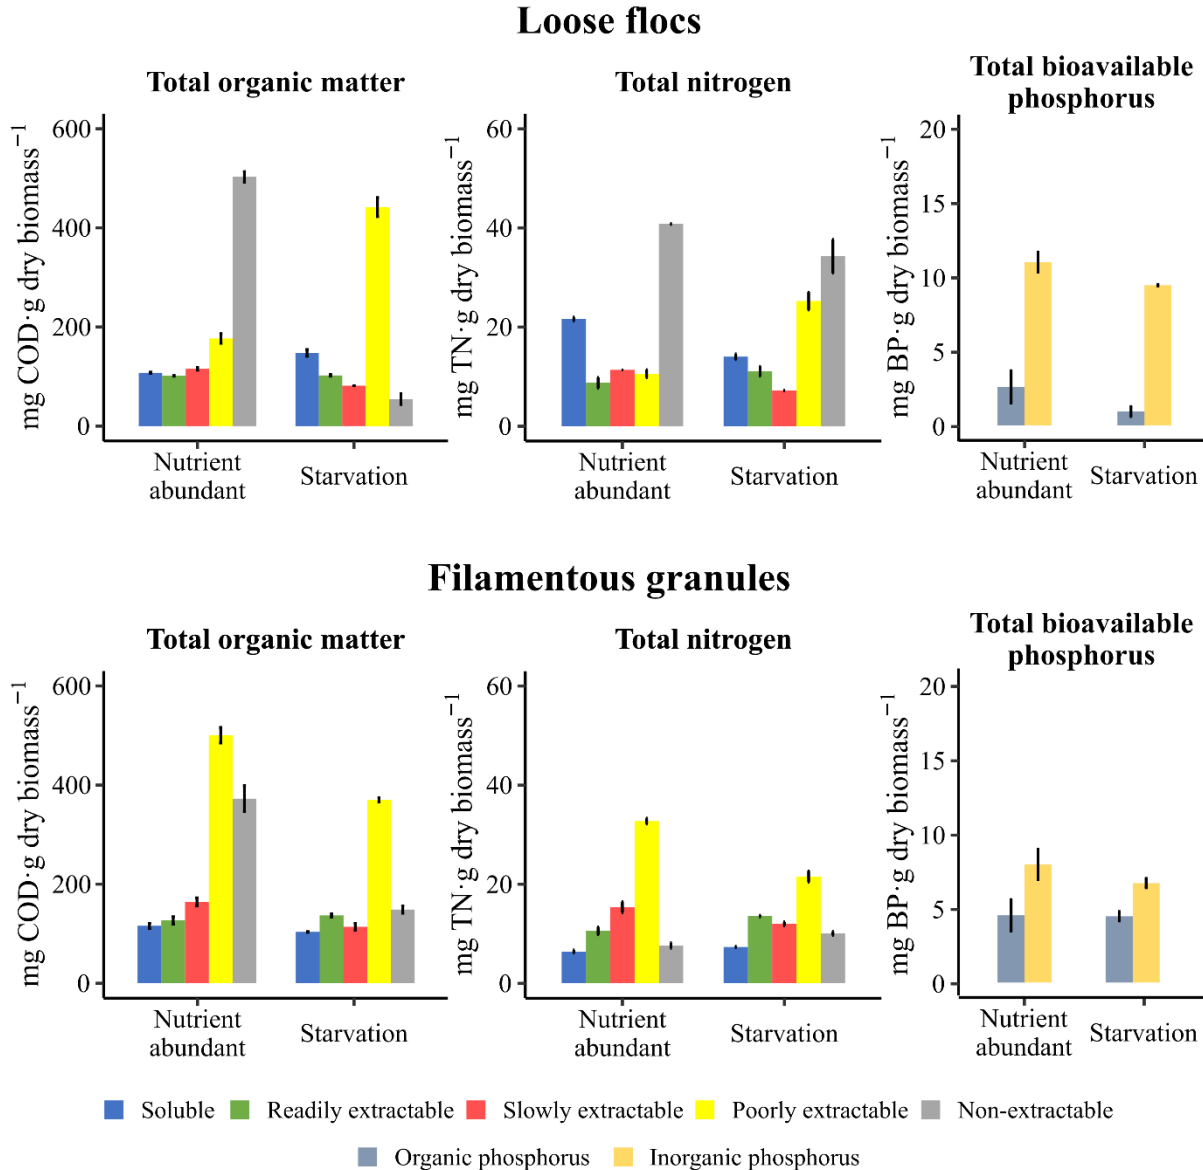 Loose flocs
Total organic matter
Total nitrogen
Total bioavailable
phosphorus
mg COD·g dry biomass⁻¹
600
400
200
0
Nutrient
abundant
Starvation
mg TN·g dry biomass⁻¹
60
40
20
0
Nutrient
abundant
Starvation
mg BP·g dry biomass⁻¹
20
15
10
5
0
Nutrient
abundant
Starvation
Filamentous granules
Total organic matter
Total nitrogen
Total bioavailable
phosphorus
mg COD·g dry biomass⁻¹
600
400
200
0
Nutrient
abundant
Starvation
mg TN·g dry biomass⁻¹
60
40
20
0
Nutrient
abundant
Starvation
mg BP·g dry biomass⁻¹
20
15
10
5
0
Nutrient
abundant
Starvation
Soluble Readily extractable Slowly extractable Poorly extractable Non-extractable
Organic phosphorus Inorganic phosphorus